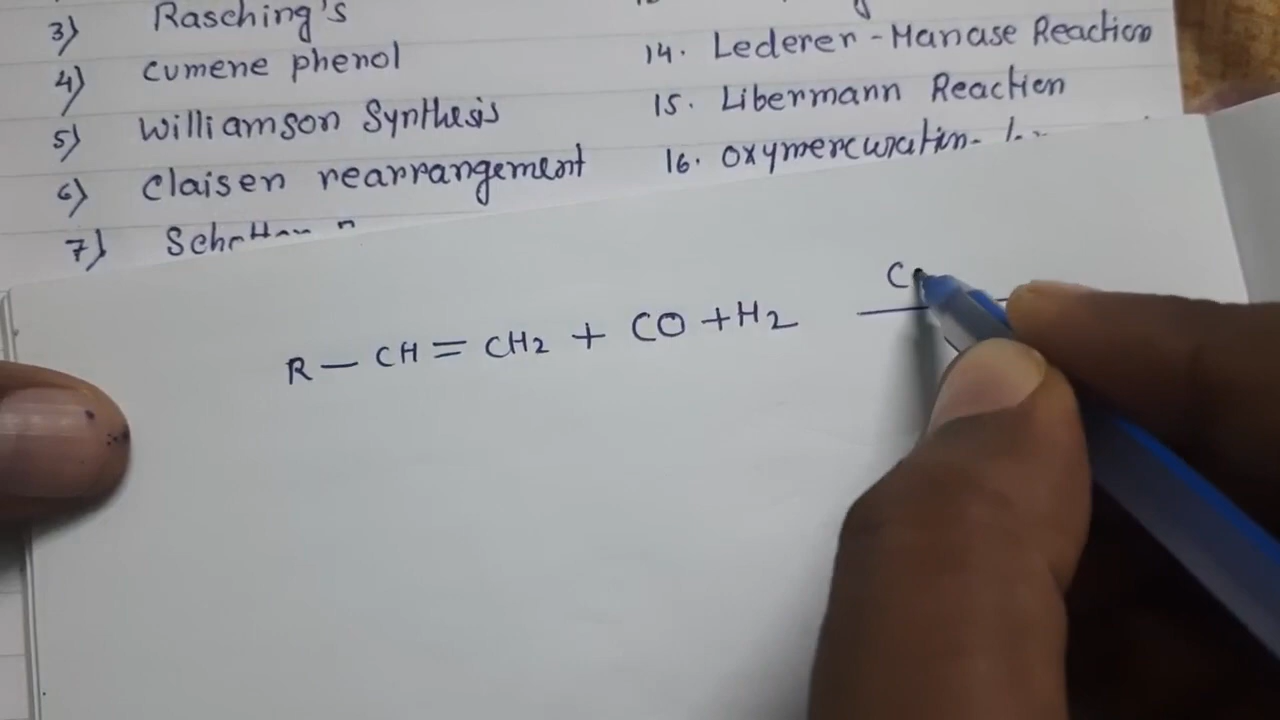 3) Rasching's
4) Cumene phenol
5) Williamson Synthesis
6) Claisen rearrangement
7)
14. Lederer-Manase Reaction
15. Libermann Reaction
16. Oxymercuration
R — CH = CH2 + CO + H2